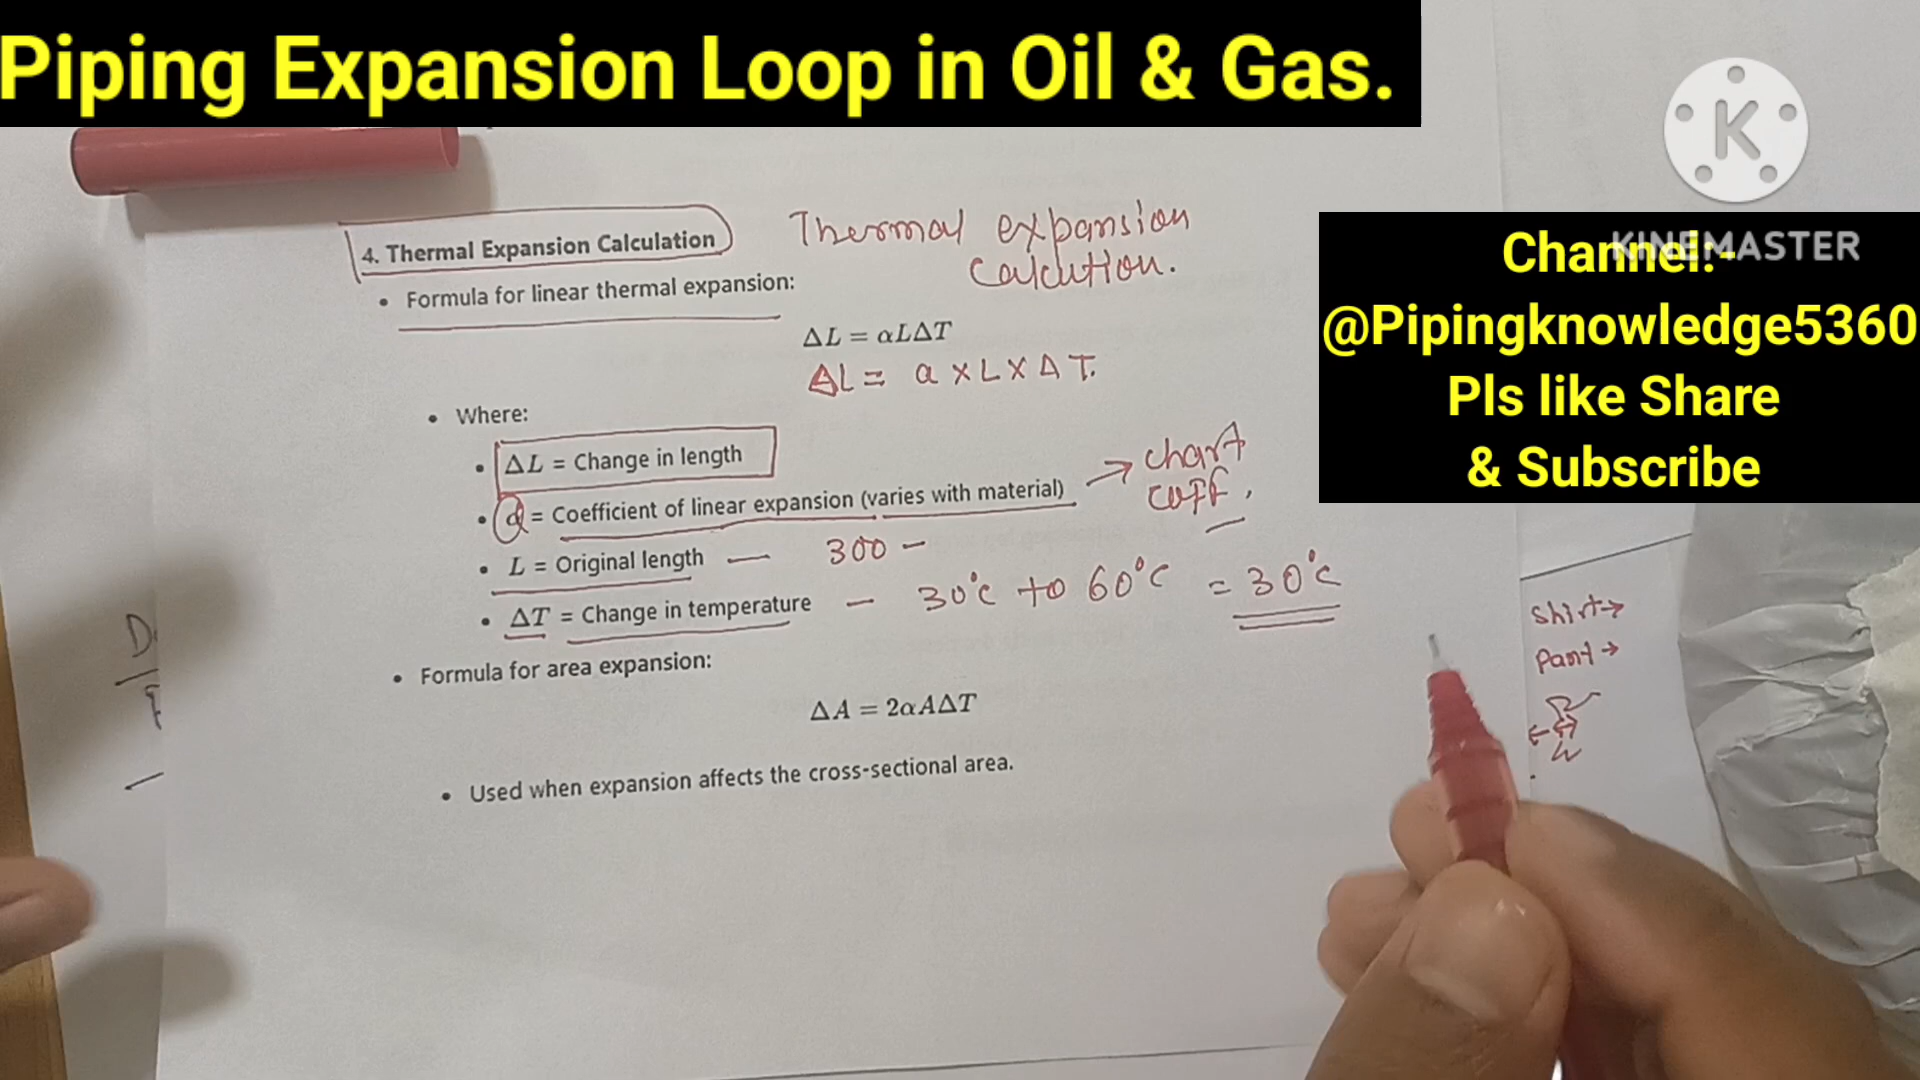 Piping Expansion Loop in Oil & Gas.
K
KINEMASTER
Channel:-
@Pipingknowledge5360
Pls like Share
& Subscribe
4. Thermal Expansion Calculation
Thermal expansion
Calcution.
• Formula for linear thermal expansion:
ΔL = αLΔT
ΔL = α × L × Δ T.
• Where:
• ΔL = Change in length
• α = Coefficient of linear expansion (varies with material) → chart
coff.
• L = Original length — 300 –
• ΔT = Change in temperature — 30°c to 60°c = 30°c
• Formula for area expansion:
ΔA = 2αAΔT
• Used when expansion affects the cross-sectional area.
Shirt→
Pant→